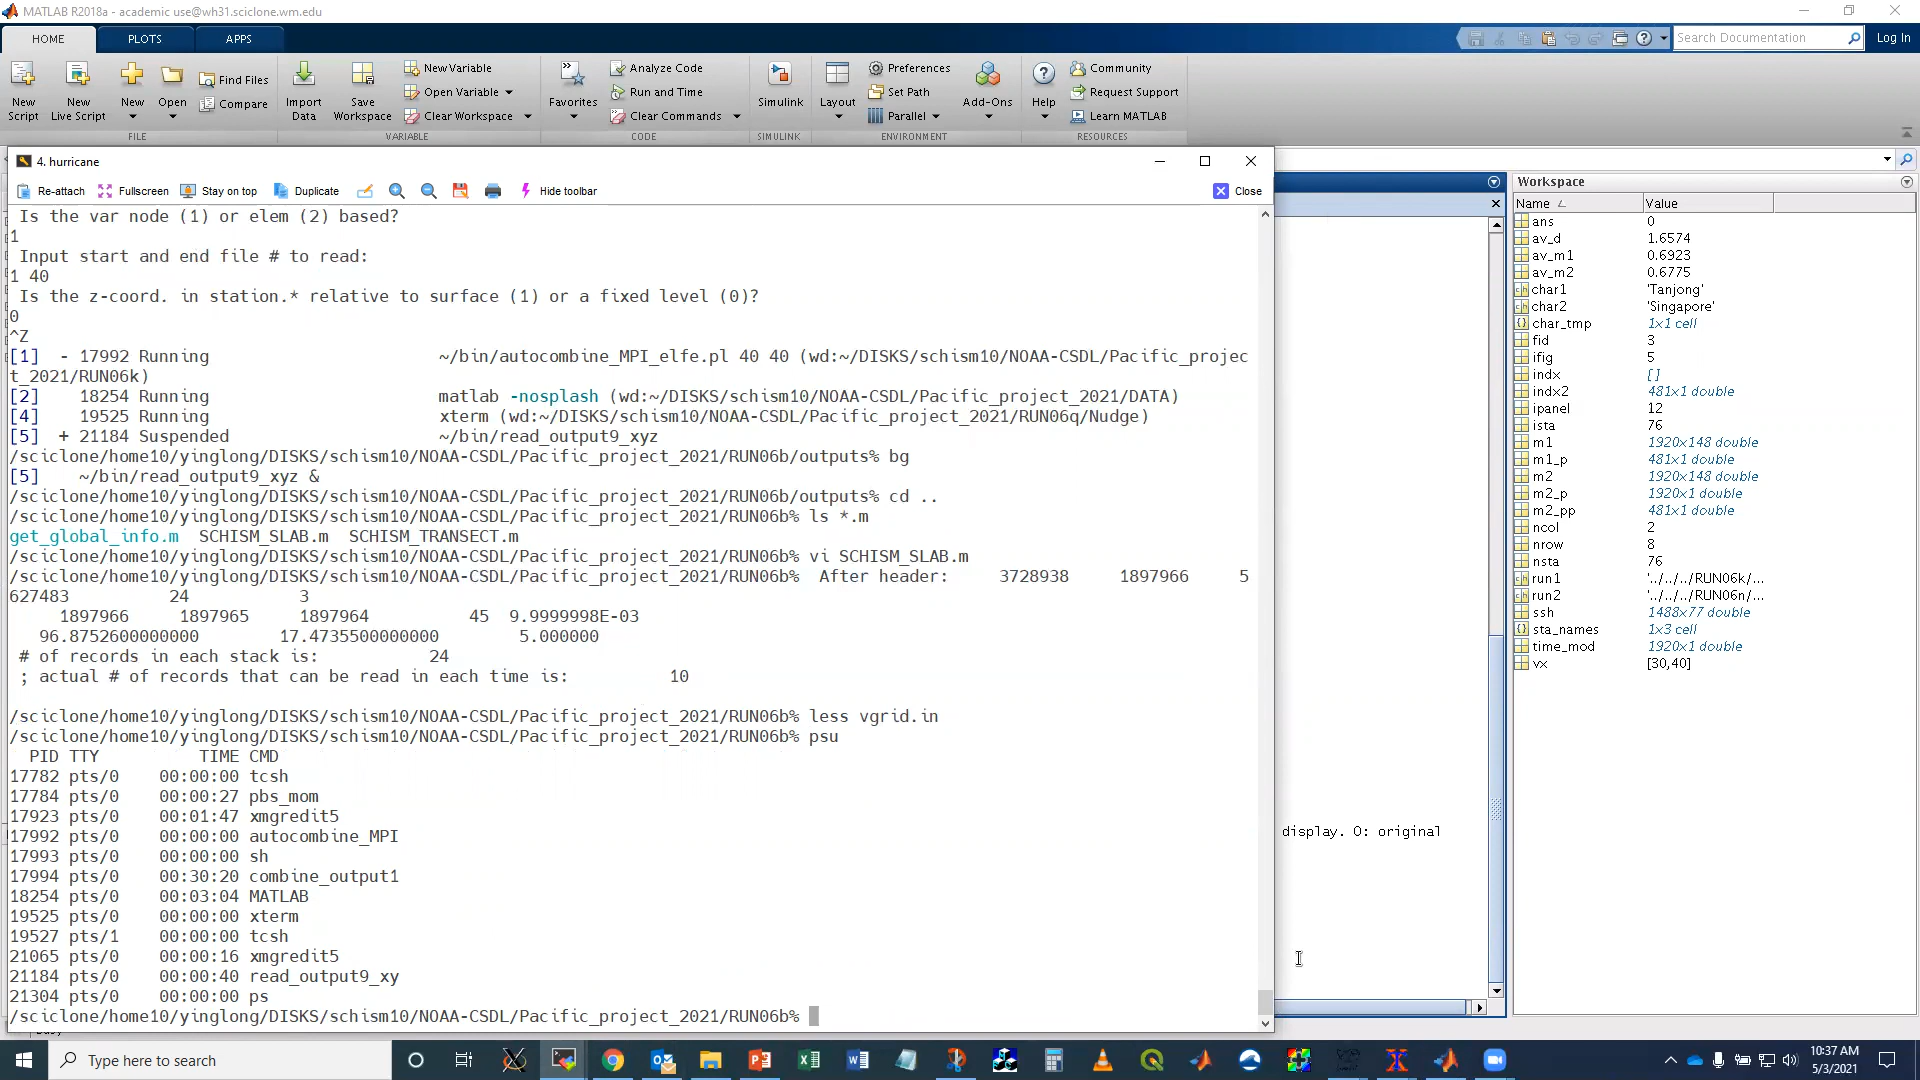 MATLAB R2018a - academic use@wh31.sciclone.wm.edu
HOME PLOTS APPS
Search Documentation
Log In
New Script
New Live Script
New
Open
Find Files
Compare
Import Data
Save Workspace
New Variable
Open Variable
Clear Workspace
Favorites
Analyze Code
Run and Time
Clear Commands
Simulink
Layout
Preferences
Set Path
Parallel
Add-Ons
Help
Community
Request Support
Learn MATLAB
FILE VARIABLE CODE SIMULINK ENVIRONMENT RESOURCES
4. hurricane
Re-attach Fullscreen Stay on top Duplicate Hide toolbar Close
Is the var node (1) or elem (2) based?
1
Input start and end file # to read:
1 40
Is the z-coord. in station.* relative to surface (1) or a fixed level (0)?
0
^Z
[1] - 17992 Running ~/bin/autocombine_MPI_elfe.pl 40 40 (wd:~/DISKS/schism10/NOAA-CSDL/Pacific_projec
t_2021/RUN06k)
[2] 18254 Running matlab -nosplash (wd:~/DISKS/schism10/NOAA-CSDL/Pacific_project_2021/DATA)
[4] 19525 Running xterm (wd:~/DISKS/schism10/NOAA-CSDL/Pacific_project_2021/RUN06q/Nudge)
[5] + 21184 Suspended ~/bin/read_output9_xyz
/sciclone/home10/yinglong/DISKS/schism10/NOAA-CSDL/Pacific_project_2021/RUN06b/outputs% bg
[5] ~/bin/read_output9_xyz &
/sciclone/home10/yinglong/DISKS/schism10/NOAA-CSDL/Pacific_project_2021/RUN06b/outputs% cd ..
/sciclone/home10/yinglong/DISKS/schism10/NOAA-CSDL/Pacific_project_2021/RUN06b% ls *.m
get_global_info.m SCHISM_SLAB.m SCHISM_TRANSECT.m
/sciclone/home10/yinglong/DISKS/schism10/NOAA-CSDL/Pacific_project_2021/RUN06b% vi SCHISM_SLAB.m
/sciclone/home10/yinglong/DISKS/schism10/NOAA-CSDL/Pacific_project_2021/RUN06b% After header: 3728938 1897966 5
627483 24 3
1897966 1897965 1897964 45 9.9999998E-03
96.8752600000000 17.4735500000000 5.000000
# of records in each stack is: 24
; actual # of records that can be read in each time is: 10
/sciclone/home10/yinglong/DISKS/schism10/NOAA-CSDL/Pacific_project_2021/RUN06b% less vgrid.in
/sciclone/home10/yinglong/DISKS/schism10/NOAA-CSDL/Pacific_project_2021/RUN06b% psu
PID TTY TIME CMD
17782 pts/0 00:00:00 tcsh
17784 pts/0 00:00:27 pbs_mom
17923 pts/0 00:01:47 xmgredit5
17992 pts/0 00:00:00 autocombine_MPI
17993 pts/0 00:00:00 sh
17994 pts/0 00:30:20 combine_output1
18254 pts/0 00:03:04 MATLAB
19525 pts/0 00:00:00 xterm
19527 pts/1 00:00:00 tcsh
21065 pts/0 00:00:16 xmgredit5
21184 pts/0 00:00:40 read_output9_xy
21304 pts/0 00:00:00 ps
/sciclone/home10/yinglong/DISKS/schism10/NOAA-CSDL/Pacific_project_2021/RUN06b%
display. O: original
Workspace
Name Value
ans 0
av_d 1.6574
av_m1 0.6923
av_m2 0.6775
char1 'Tanjong'
char2 'Singapore'
char_tmp 1x1 cell
fid 3
ifig 5
indx []
indx2 481x1 double
ipanel 12
ista 76
m1 1920x148 double
m1_p 481x1 double
m2 1920x148 double
m2_p 1920x1 double
m2_pp 481x1 double
ncol 2
nrow 8
nsta 76
run1 '../../../RUN06k/...
run2 '../../../RUN06n/...
ssh 1488x77 double
sta_names 1x3 cell
time_mod 1920x1 double
vx [30,40]
Type here to search
10:37 AM
5/3/2021